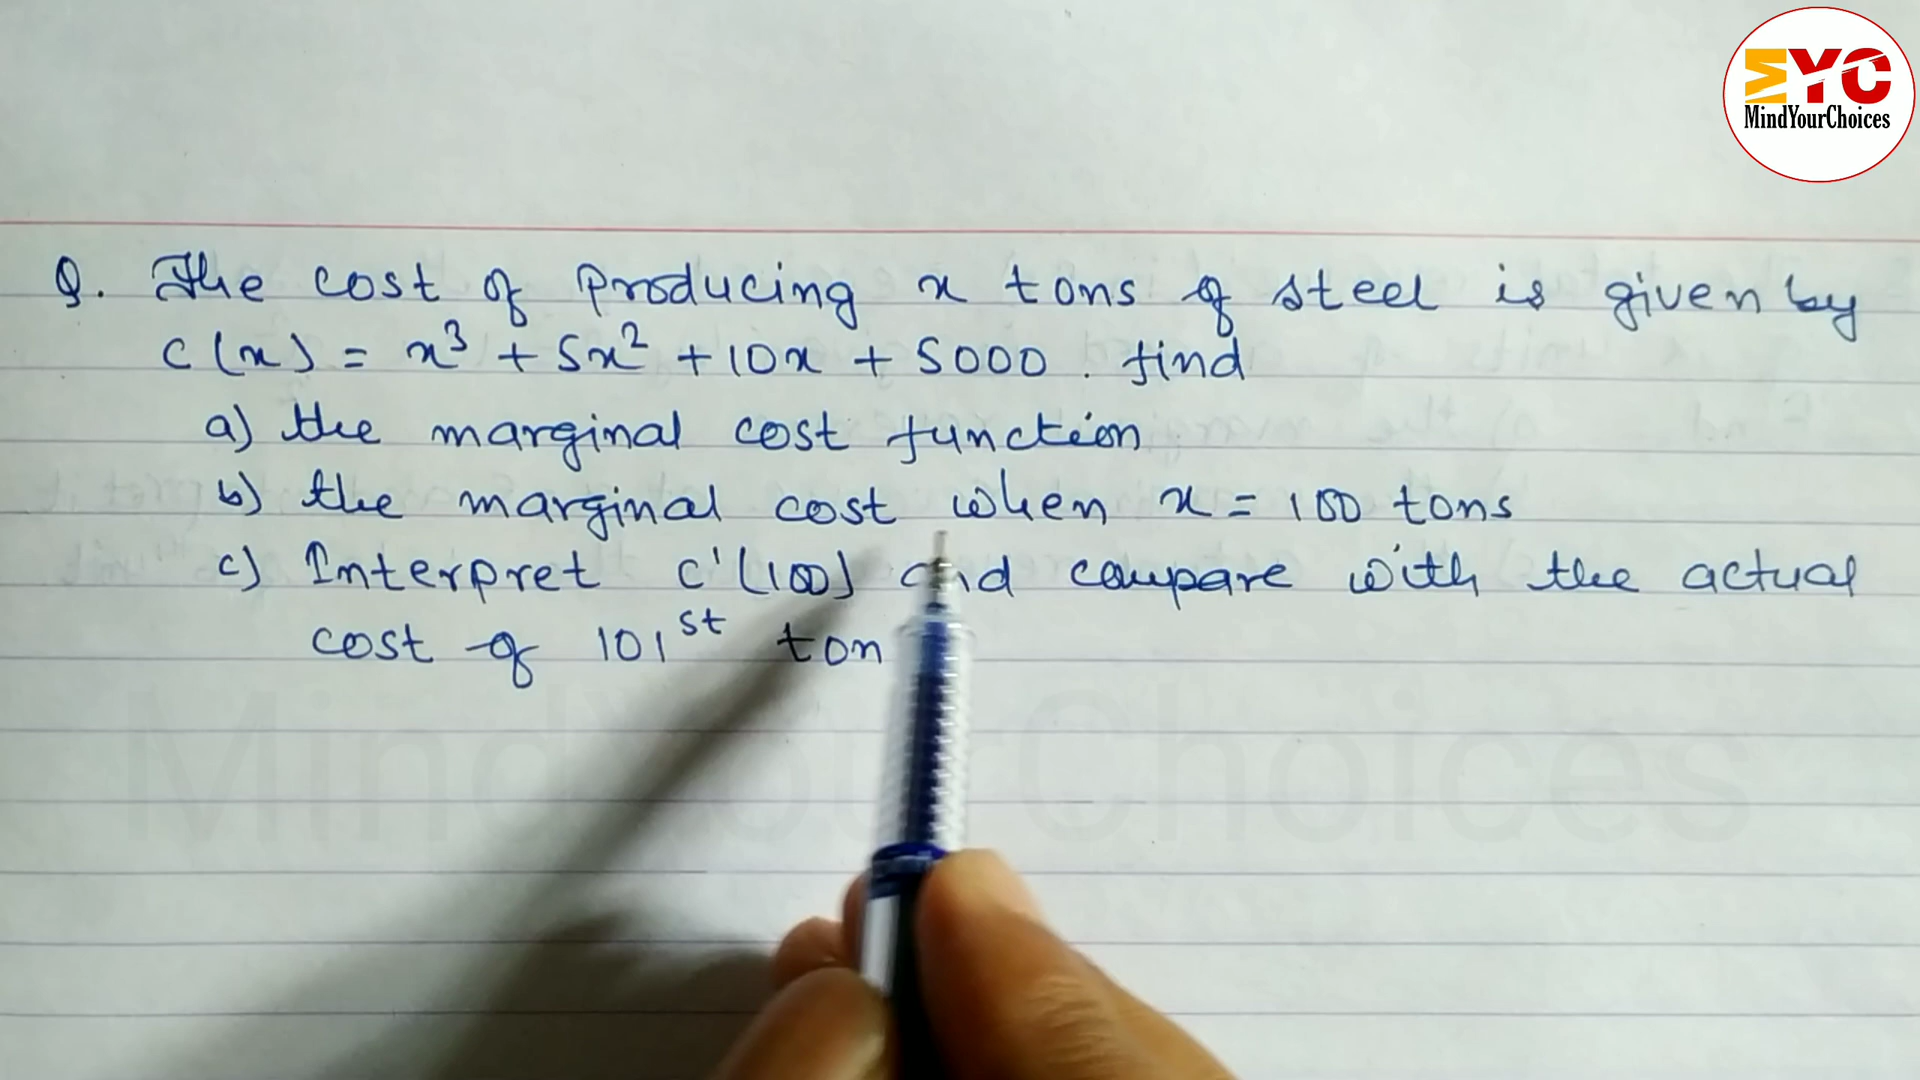 MYC
MindYourChoices
Q. The cost of producing x tons of steel is given by
C(x) = x³ + 5x² + 10x + 5000. find
a) the marginal cost function
b) the marginal cost when x = 100 tons
c) Interpret C'(100) and compare with the actual
cost of 101st ton
MindYourChoices